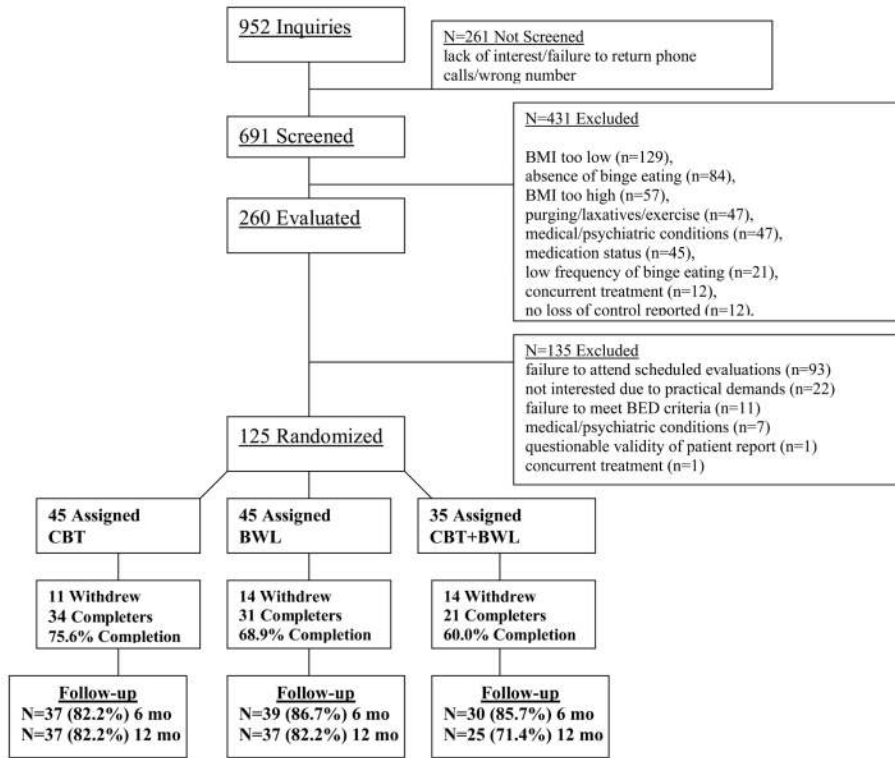 952 Inquiries
N=261 Not Screened
lack of interest/failure to return phone
calls/wrong number
691 Screened
N=431 Excluded
BMI too low (n=129),
absence of binge eating (n=84),
BMI too high (n=57),
purging/laxatives/exercise (n=47),
medical/psychiatric conditions (n=47),
medication status (n=45),
low frequency of binge eating (n=21),
concurrent treatment (n=12),
no loss of control reported (n=12),
260 Evaluated
N=135 Excluded
failure to attend scheduled evaluations (n=93)
not interested due to practical demands (n=22)
failure to meet BED criteria (n=11)
medical/psychiatric conditions (n=7)
questionable validity of patient report (n=1)
concurrent treatment (n=1)
125 Randomized
45 Assigned
CBT
45 Assigned
BWL
35 Assigned
CBT+BWL
11 Withdrew
34 Completers
75.6% Completion
14 Withdrew
31 Completers
68.9% Completion
14 Withdrew
21 Completers
60.0% Completion
Follow-up
N=37 (82.2%) 6 mo
N=37 (82.2%) 12 mo
Follow-up
N=39 (86.7%) 6 mo
N=37 (82.2%) 12 mo
Follow-up
N=30 (85.7%) 6 mo
N=25 (71.4%) 12 mo